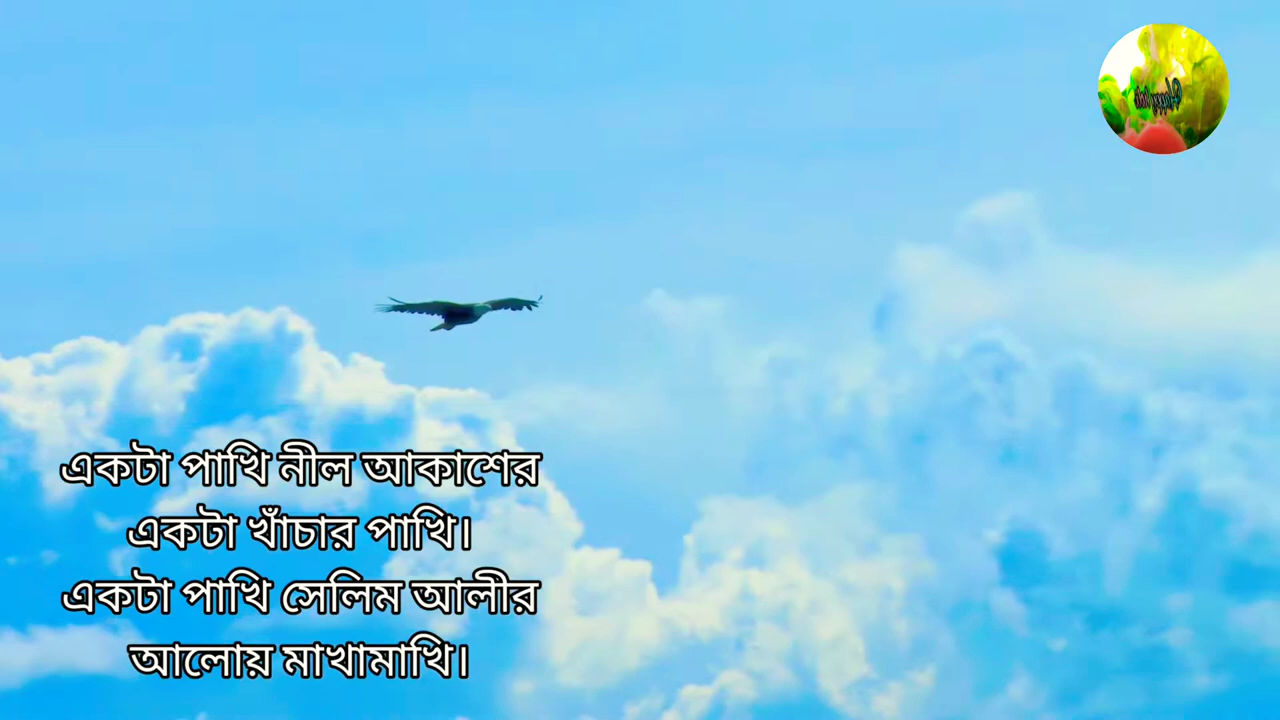 একটা পাখি নীল আকাশের
একটা খাঁচার পাখি।
একটা পাখি সেলিম আলীর
আলোয় মাখামাখি।